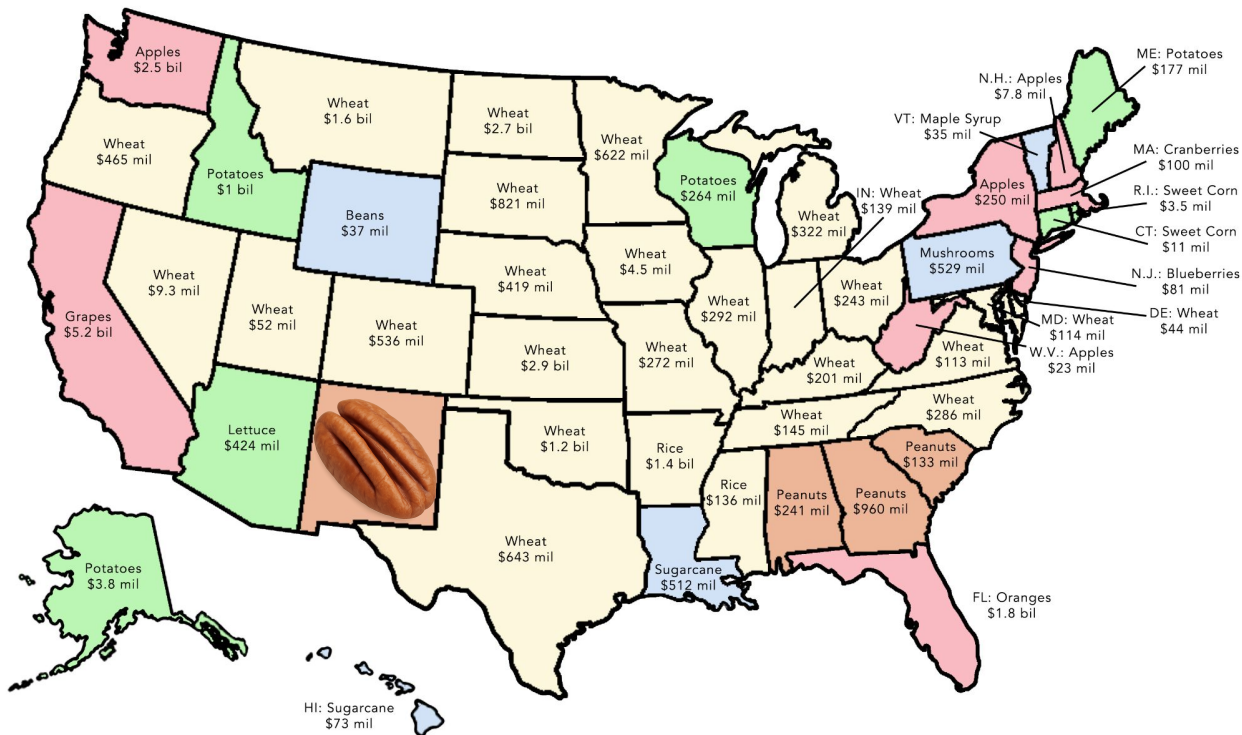 Apples
$2.5 bil
Wheat
$465 mil
Potatoes
$1 bil
Wheat
$1.6 bil
Wheat
$2.7 bil
Wheat
$622 mil
Potatoes
$264 mil
Beans
$37 mil
Wheat
$821 mil
Wheat
$322 mil
IN: Wheat
$139 mil
Apples
$250 mil
ME: Potatoes
$177 mil
N.H.: Apples
$7.8 mil
VT: Maple Syrup
$35 mil
MA: Cranberries
$100 mil
R.I.: Sweet Corn
$3.5 mil
CT: Sweet Corn
$11 mil
N.J.: Blueberries
$81 mil
DE: Wheat
$44 mil
MD: Wheat
$114 mil
W.V.: Apples
$23 mil
Mushrooms
$529 mil
Grapes
$5.2 bil
Wheat
$9.3 mil
Wheat
$52 mil
Wheat
$536 mil
Wheat
$419 mil
Wheat
$4.5 mil
Wheat
$292 mil
Wheat
$243 mil
Wheat
$2.9 bil
Wheat
$272 mil
Wheat
$201 mil
Wheat
$113 mil
Wheat
$286 mil
Wheat
$145 mil
Lettuce
$424 mil
Wheat
$1.2 bil
Rice
$1.4 bil
Rice
$136 mil
Peanuts
$241 mil
Peanuts
$960 mil
Peanuts
$133 mil
Wheat
$643 mil
Sugarcane
$512 mil
FL: Oranges
$1.8 bil
Potatoes
$3.8 mil
HI: Sugarcane
$73 mil